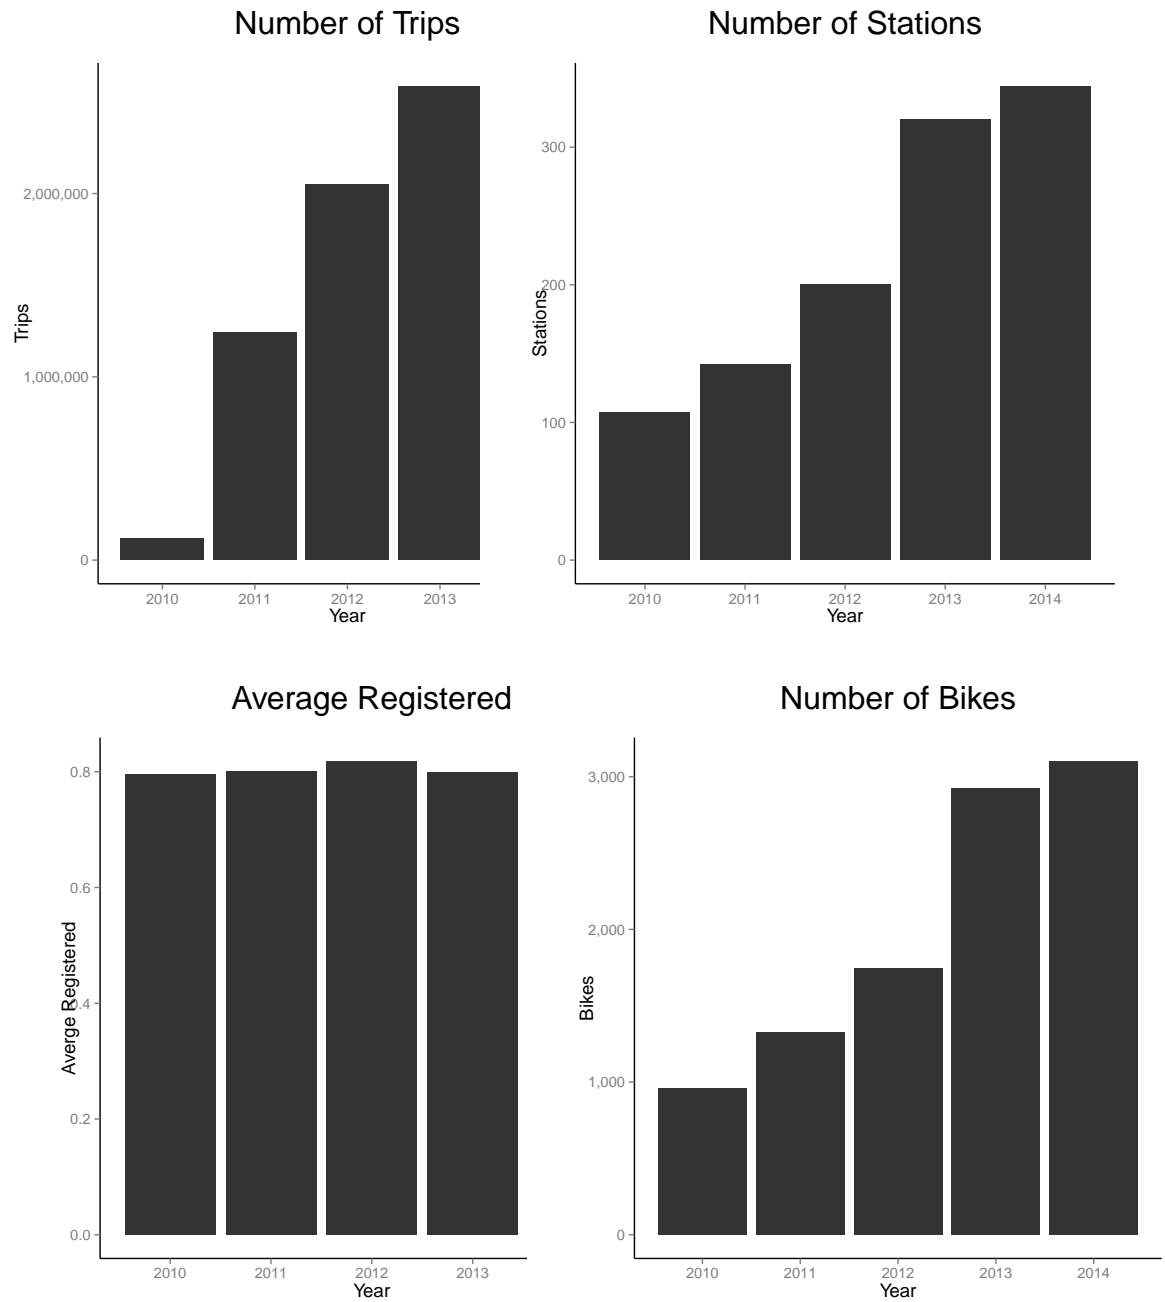 Number of Trips
2,000,000
1,000,000
0
Trips
2010 2011 2012 2013
Year
Number of Stations
300
200
100
0
Stations
2010 2011 2012 2013 2014
Year
Average Registered
0.8
0.6
0.4
0.2
0.0
Averge Registered
2010 2011 2012 2013
Year
Number of Bikes
3,000
2,000
1,000
0
Bikes
2010 2011 2012 2013 2014
Year